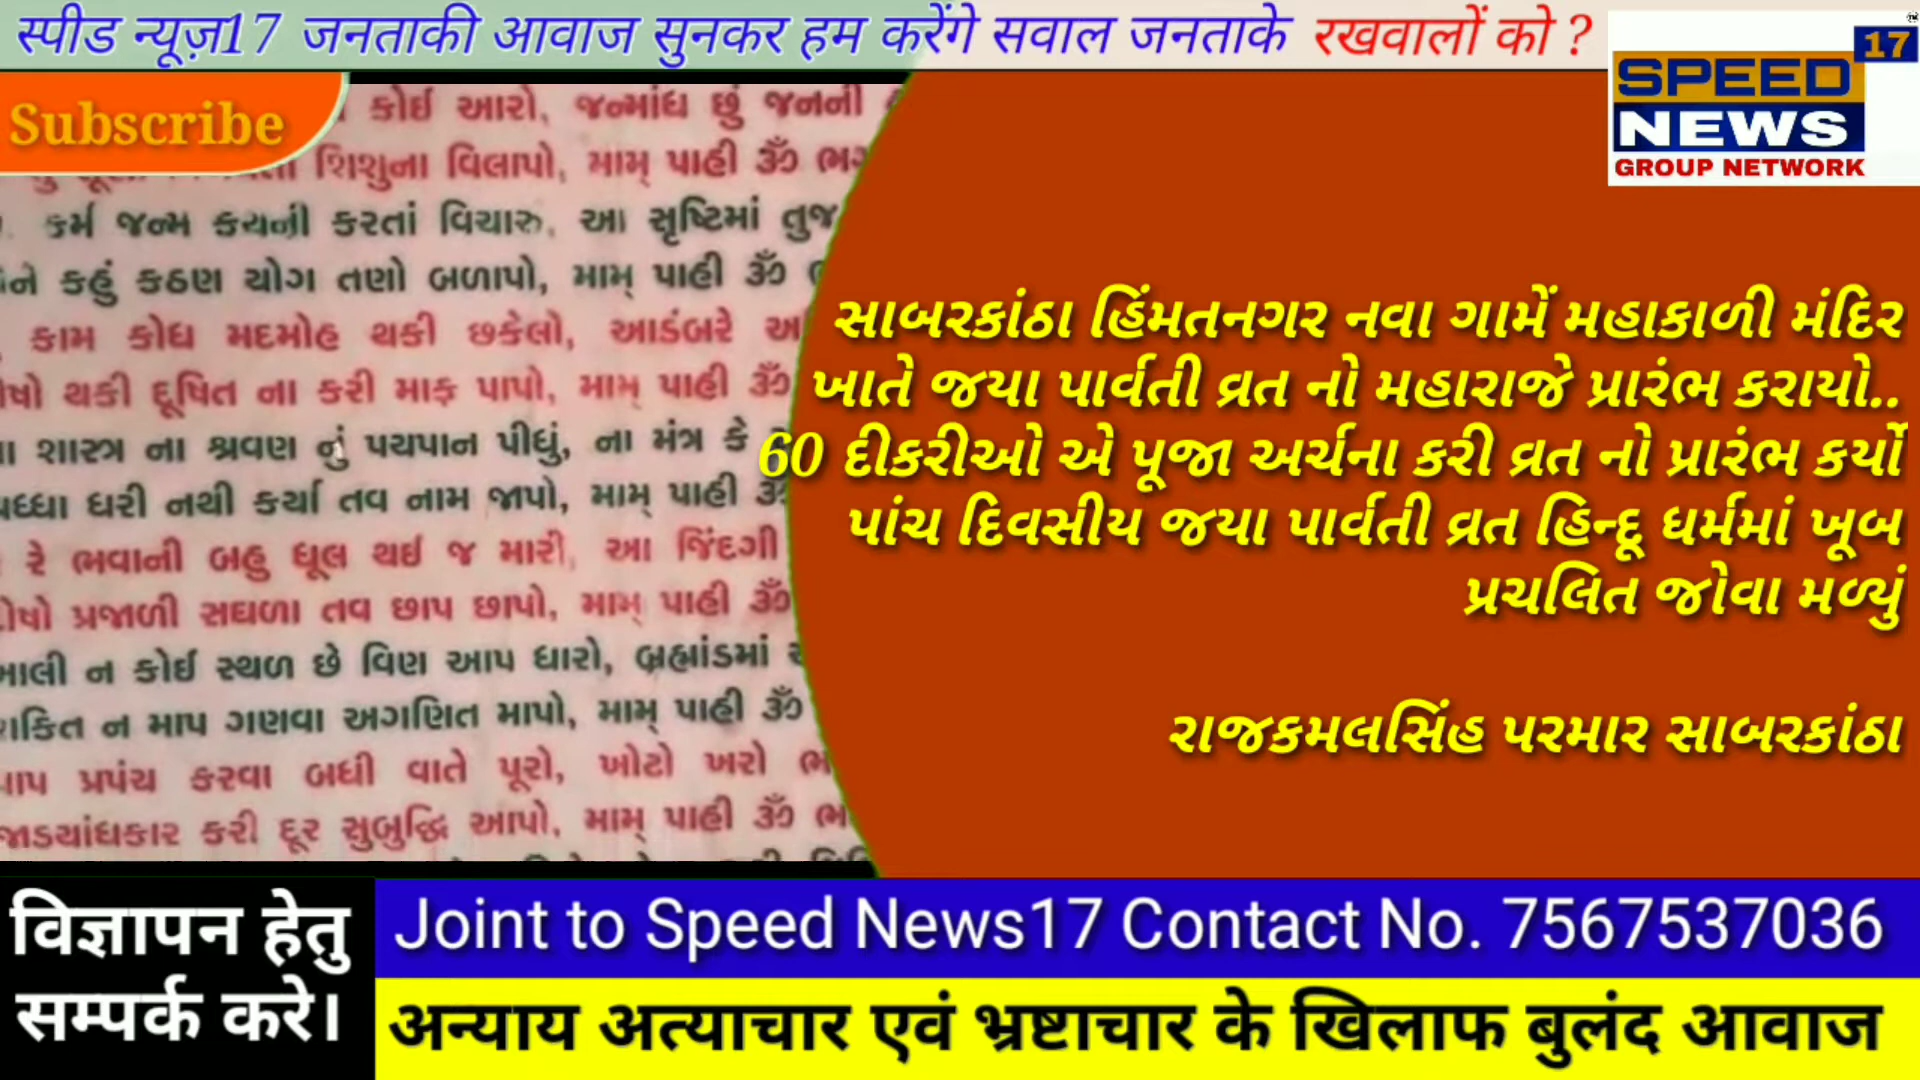 स्पीड न्यूज़17 जनताकी आवाज सुनकर हम करेंगे सवाल जनताके रखवालों को ?
17
SPEED
NEWS
GROUP NETWORK
Subscribe
કોઈ આરો, જન્માંધ છું જનની
શિશુના વિલાપો, મામ્ પાહી ૐ
કર્મ જન્મ કયની કરતાં વિચારુ, આ સૃષ્ટિમાં તુજ
કહું કઠણ યોગ તણો બળાપો, મામ્ પાહી ૐ
કામ કોધ મદમોહ થકી છકેલો, આડંબરે
થકી દૂષિત ના કરી માફ પાપો, મામ્ પાહી ૐ
શાસ્ત્ર ના શ્રવણ નું પયપાન પીધું, ના મંત્ર કે
ધરી નથી કર્યા તવ નામ જાપો, મામ્ પાહી ૐ
રે ભવાની બહુ ધૂલ થઈ જ મારી, આ જિંદગી
પ્રજાળી સઘળા તવ છાપ છાપો, મામ્ પાહી ૐ
ન કોઈ સ્થળ છે વિણ આપ ધારો, બ્રહ્માંડમાં
ન માપ ગણવા અગણિત માપો, મામ્ પાહી ૐ
પ્રપંચ કરવા બધી વાતે પૂરો, ખોટો ખરો
કરી દૂર સુબુદ્ધિ આપો, મામ્ પાહી ૐ
સાબરકાંઠા હિંમતનગર નવા ગામેં મહાકાળી મંદિર
ખાતે જયા પાર્વતી વ્રત નો મહારાજે પ્રારંભ કરાયો..
60 દીકરીઓ એ પૂજા અર્ચના કરી વ્રત નો પ્રારંભ કર્યો
પાંચ દિવસીય જયા પાર્વતી વ્રત હિન્દૂ ધર્મમાં ખૂબ
પ્રચલિત જોવા મળ્યું
રાજકમલસિંહ પરમાર સાબરકાંઠા
विज्ञापन हेतु
सम्पर्क करे।
Joint to Speed News17 Contact No. 7567537036
अन्याय अत्याचार एवं भ्रष्टाचार के खिलाफ बुलंद आवाज